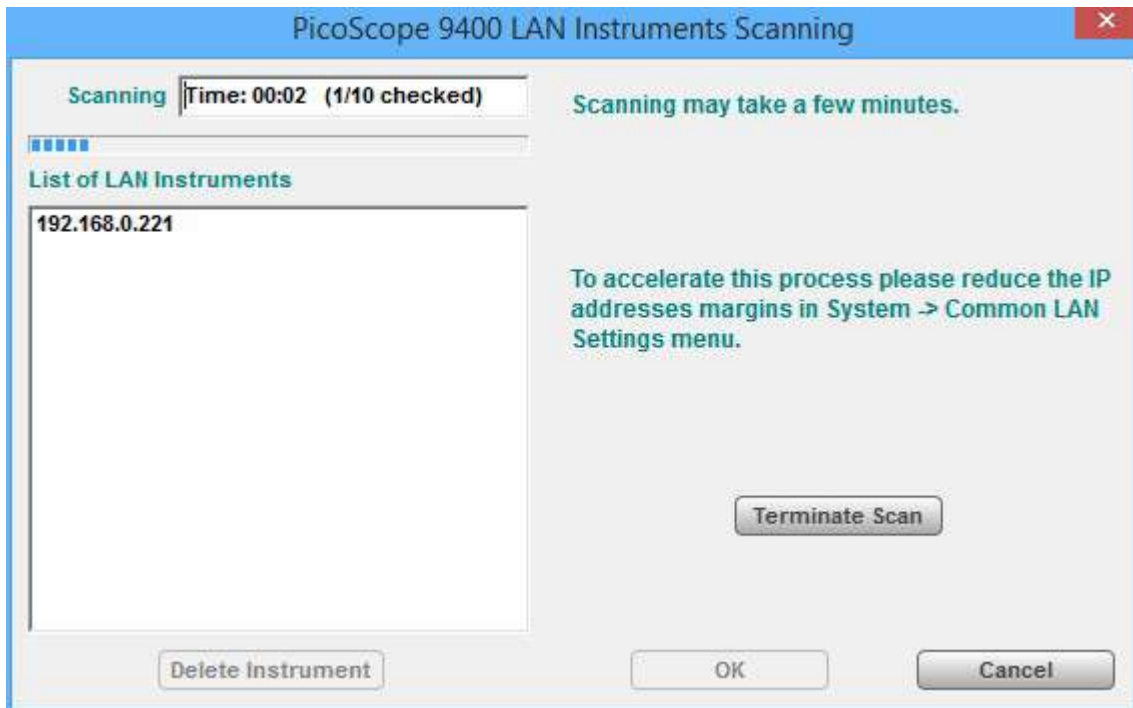 PicoScope 9400 LAN Instruments Scanning
Scanning Time: 00:02 (1/10 checked)
Scanning may take a few minutes.
List of LAN Instruments
192.168.0.221
To accelerate this process please reduce the IP
addresses margins in System -> Common LAN
Settings menu.
Terminate Scan
Delete Instrument
OK
Cancel